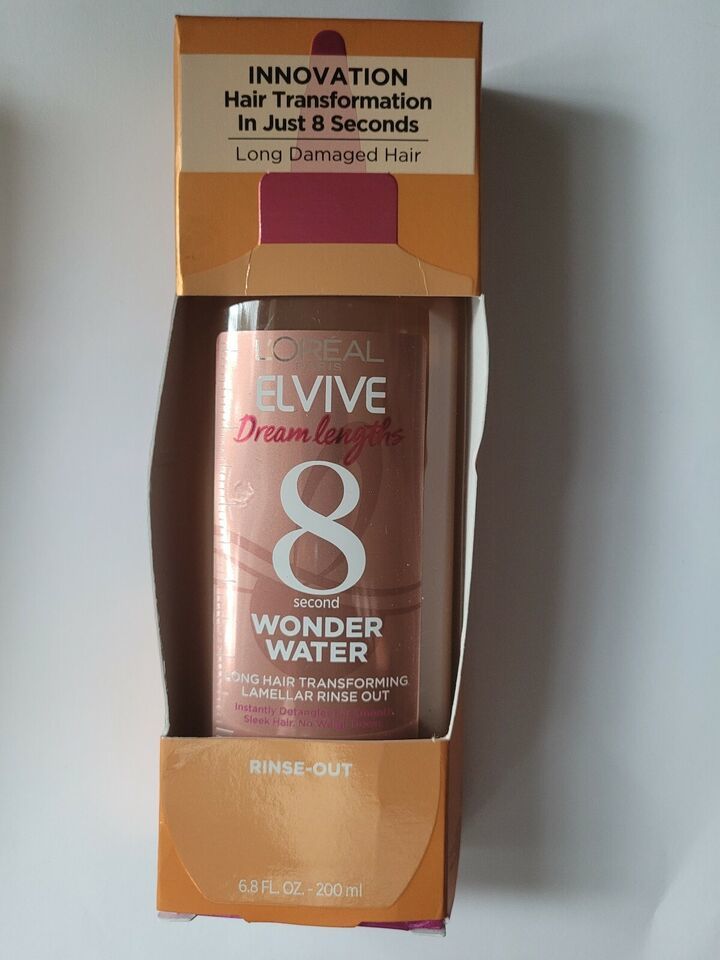 INNOVATION
Hair Transformation
In Just 8 Seconds
Long Damaged Hair
L'ORÉAL
PARIS
ELVIVE
Dream lengths
8
second
WONDER
WATER
LONG HAIR TRANSFORMING
LAMELLAR RINSE OUT
Instantly Detangles for Smooth,
Sleek Hair. No
RINSE-OUT
6.8 FL. OZ. - 200 ml